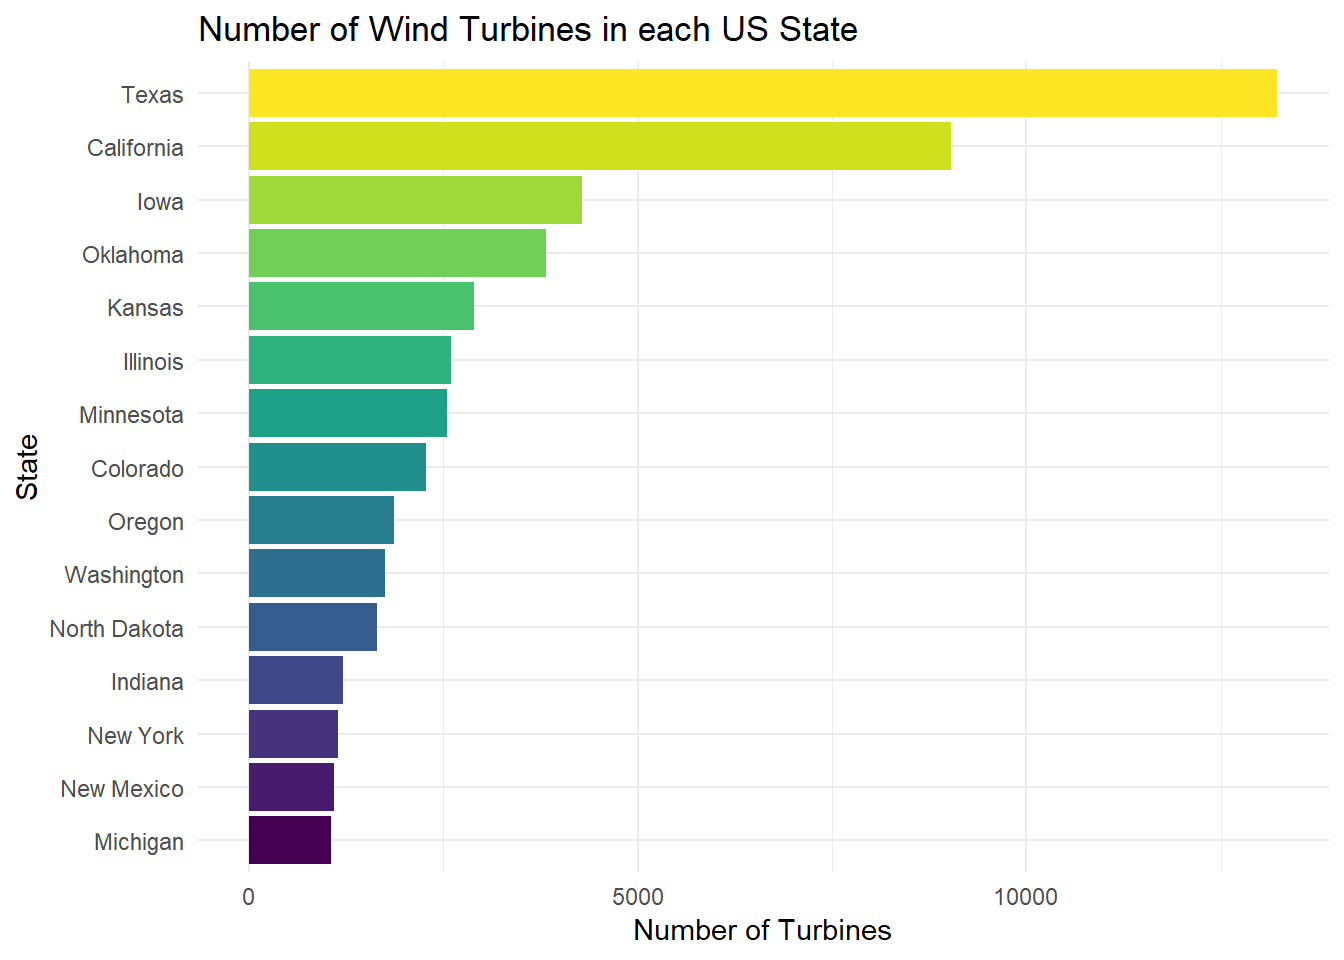 Number of Wind Turbines in each US State
State
Texas
California
Iowa
Oklahoma
Kansas
Illinois
Minnesota
Colorado
Oregon
Washington
North Dakota
Indiana
New York
New Mexico
Michigan
0 5000 10000
Number of Turbines